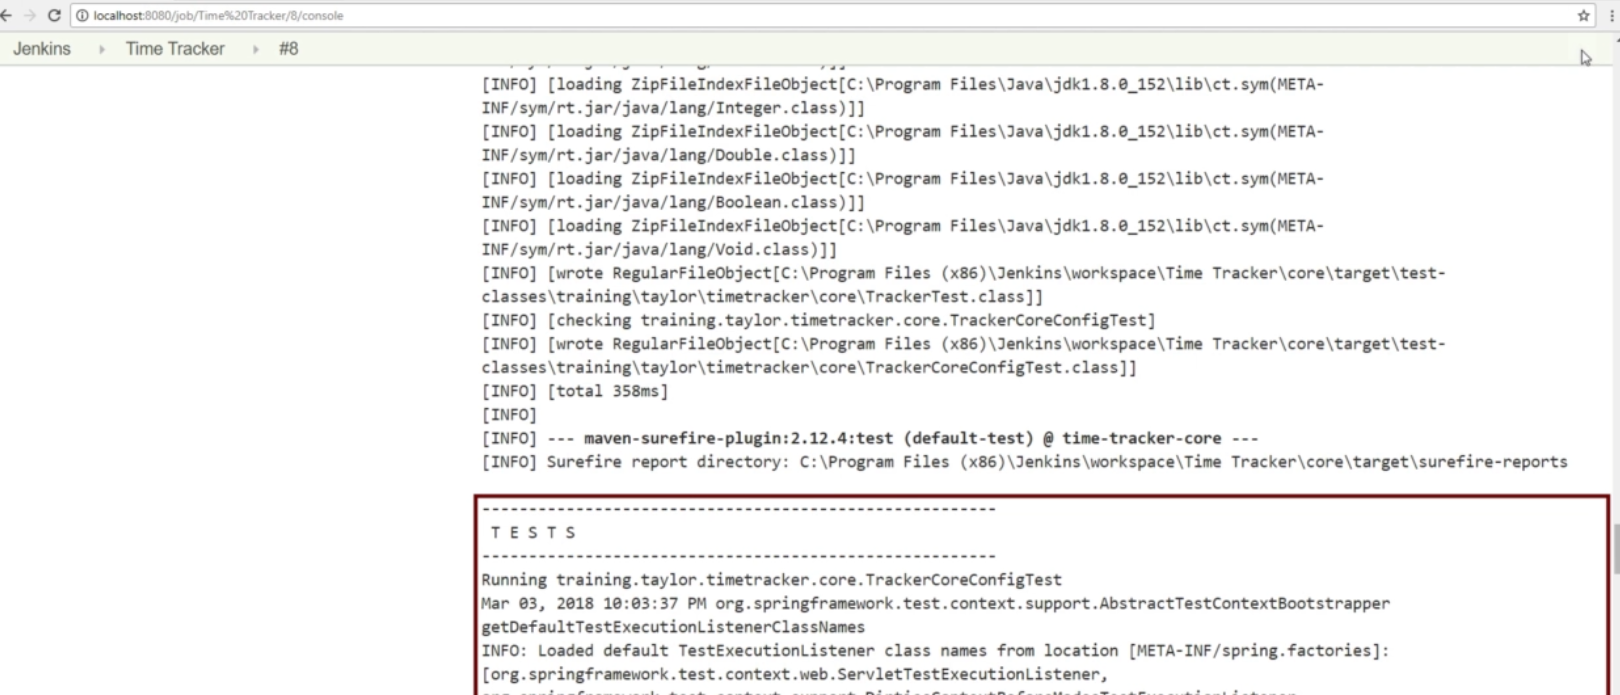 localhost:8080/job/Time%20Tracker/8/console
Jenkins Time Tracker #8
[INFO] [loading ZipFileIndexFileObject[C:\Program Files\Java\jdk1.8.0_152\lib\ct.sym(META-
INF/sym/rt.jar/java/lang/Integer.class)]]
[INFO] [loading ZipFileIndexFileObject[C:\Program Files\Java\jdk1.8.0_152\lib\ct.sym(META-
INF/sym/rt.jar/java/lang/Double.class)]]
[INFO] [loading ZipFileIndexFileObject[C:\Program Files\Java\jdk1.8.0_152\lib\ct.sym(META-
INF/sym/rt.jar/java/lang/Boolean.class)]]
[INFO] [loading ZipFileIndexFileObject[C:\Program Files\Java\jdk1.8.0_152\lib\ct.sym(META-
INF/sym/rt.jar/java/lang/Void.class)]]
[INFO] [wrote RegularFileObject[C:\Program Files (x86)\Jenkins\workspace\Time Tracker\core\target\test-
classes\training\taylor\timetracker\core\TrackerTest.class]]
[INFO] [checking training.taylor.timetracker.core.TrackerCoreConfigTest]
[INFO] [wrote RegularFileObject[C:\Program Files (x86)\Jenkins\workspace\Time Tracker\core\target\test-
classes\training\taylor\timetracker\core\TrackerCoreConfigTest.class]]
[INFO] [total 358ms]
[INFO]
[INFO] --- maven-surefire-plugin:2.12.4:test (default-test) @ time-tracker-core ---
[INFO] Surefire report directory: C:\Program Files (x86)\Jenkins\workspace\Time Tracker\core\target\surefire-reports
-------------------------------------------------------
T E S T S
-------------------------------------------------------
Running training.taylor.timetracker.core.TrackerCoreConfigTest
Mar 03, 2018 10:03:37 PM org.springframework.test.context.support.AbstractTestContextBootstrapper
getDefaultTestExecutionListenerClassNames
INFO: Loaded default TestExecutionListener class names from location [META-INF/spring.factories]:
[org.springframework.test.context.web.ServletTestExecutionListener,